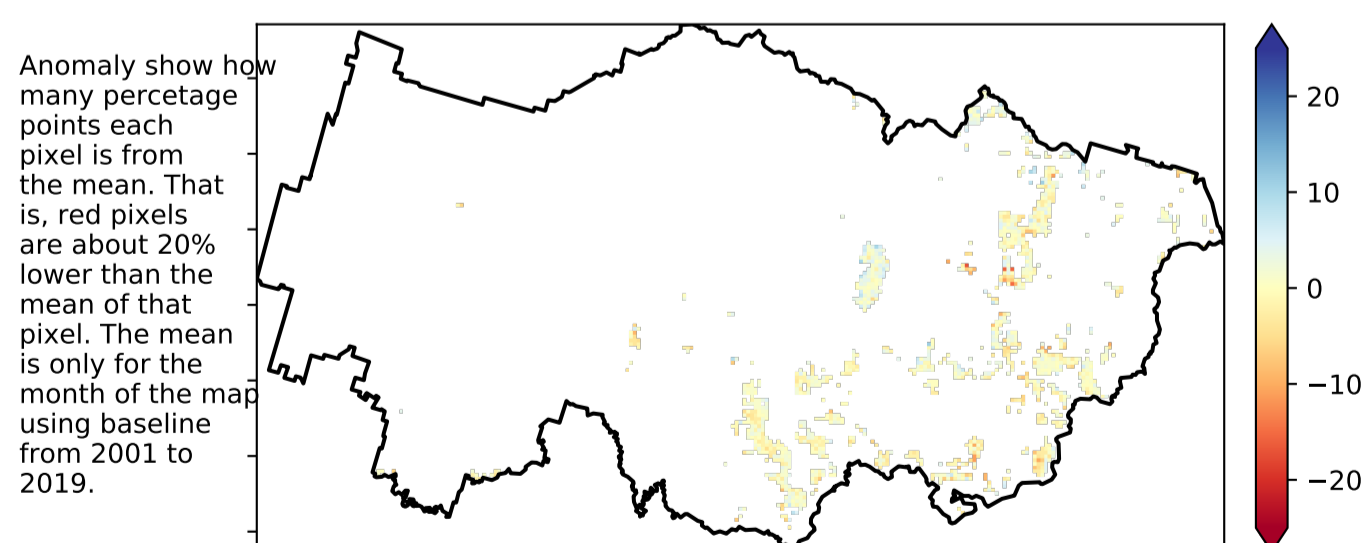 Anomaly show how
many percetage
points each
pixel is from
the mean. That
is, red pixels
are about 20%
lower than the
mean of that
pixel. The mean
is only for the
month of the map
using baseline
from 2001 to
2019.
20
10
0
−10
−20